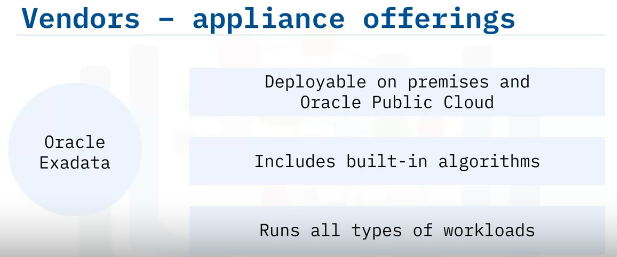 Vendors – appliance offerings
Oracle
Exadata
Deployable on premises and
Oracle Public Cloud
Includes built-in algorithms
Runs all types of workloads